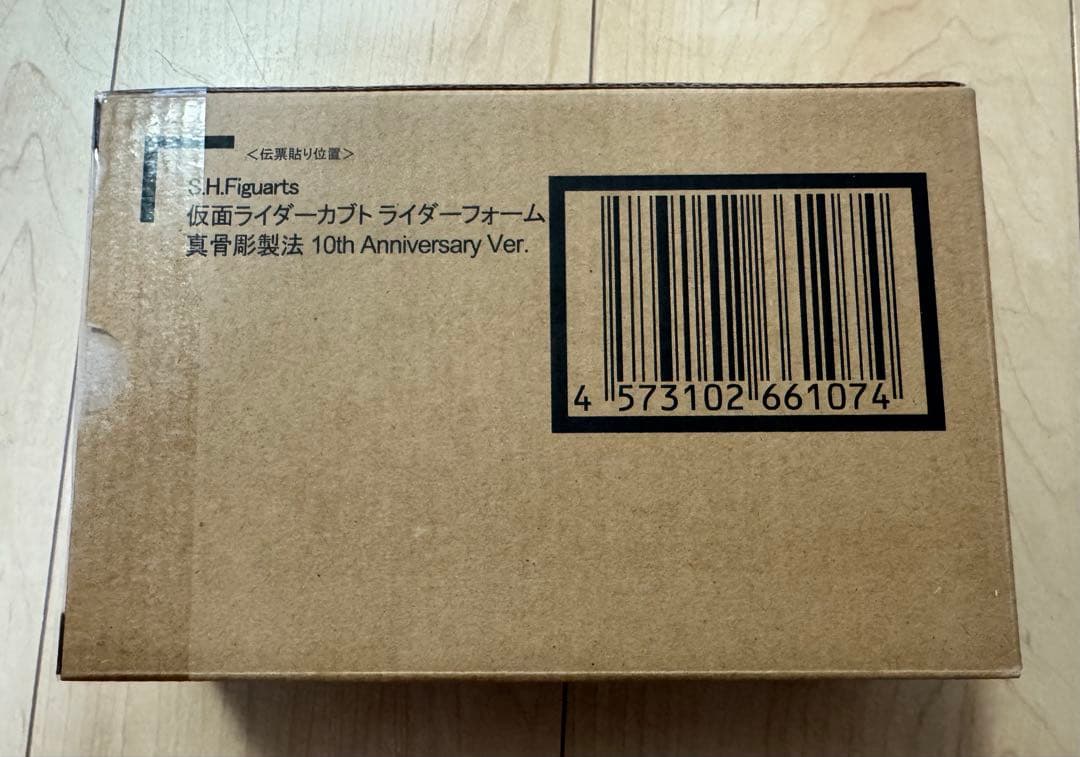 ＜伝票貼り位置＞
S.H.Figuarts
仮面ライダーカブト ライダーフォーム
真骨彫製法 10th Anniversary Ver.
4 573102 661074